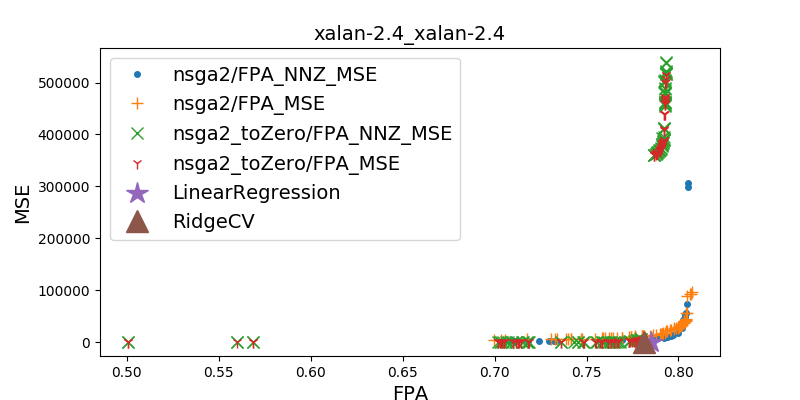 xalan-2.4_xalan-2.4
500000
400000
300000
200000
100000
0
MSE
nsga2/FPA_NNZ_MSE
nsga2/FPA_MSE
nsga2_toZero/FPA_NNZ_MSE
nsga2_toZero/FPA_MSE
LinearRegression
RidgeCV
0.50 0.55 0.60 0.65 0.70 0.75 0.80
FPA